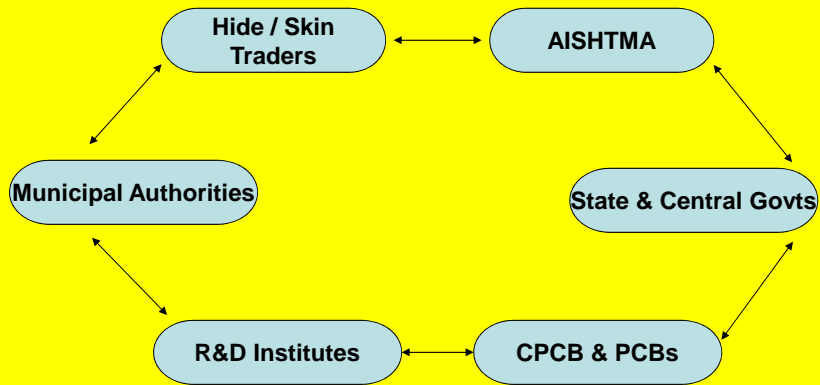 Hide / Skin
Traders
AISHTMA
Municipal Authorities
State & Central Govts
R&D Institutes
CPCB & PCBs